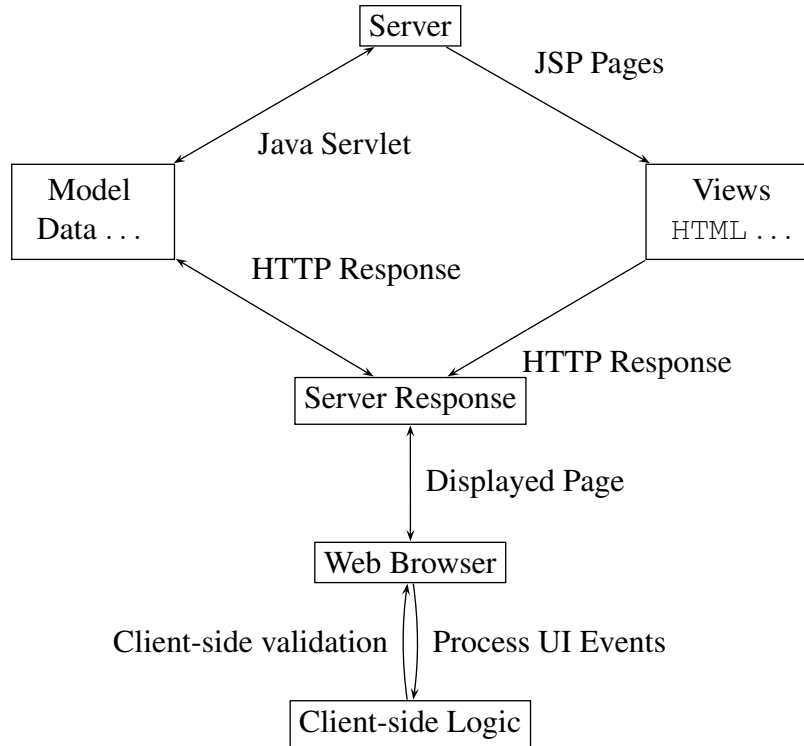 Server
JSP Pages
Java Servlet
Model
Data . . .
Views
HTML . . .
HTTP Response
HTTP Response
Server Response
Displayed Page
Web Browser
Client-side validation
Process UI Events
Client-side Logic